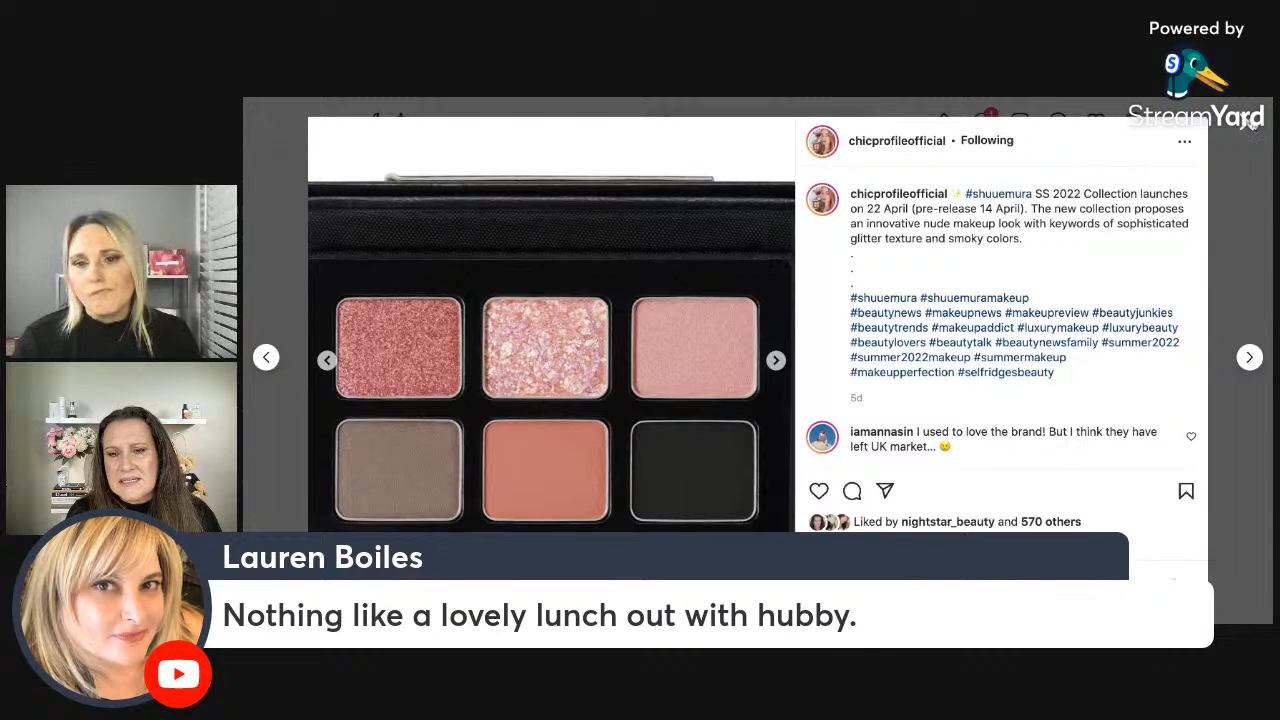 Powered by
StreamYard
chicprofileofficial • Following
chicprofileofficial ✨ #shuuemura SS 2022 Collection launches
on 22 April (pre-release 14 April). The new collection proposes
an innovative nude makeup look with keywords of sophisticated
glitter texture and smoky colors.
.
.
.
#shuuemura #shuuemuramakeup
#beautynews #makeupnews #makeupreview #beautyjunkies
#beautytrends #makeupaddict #luxurymakeup #luxurybeauty
#beautylovers #beautytalk #beautynewsfamily #summer2022
#summer2022makeup #summermakeup
#makeupperfection #selfridgesbeauty
5d
iamannasin I used to love the brand! But I think they have
left UK market... 😢
Liked by nightstar_beauty and 570 others
Lauren Boiles
Nothing like a lovely lunch out with hubby.